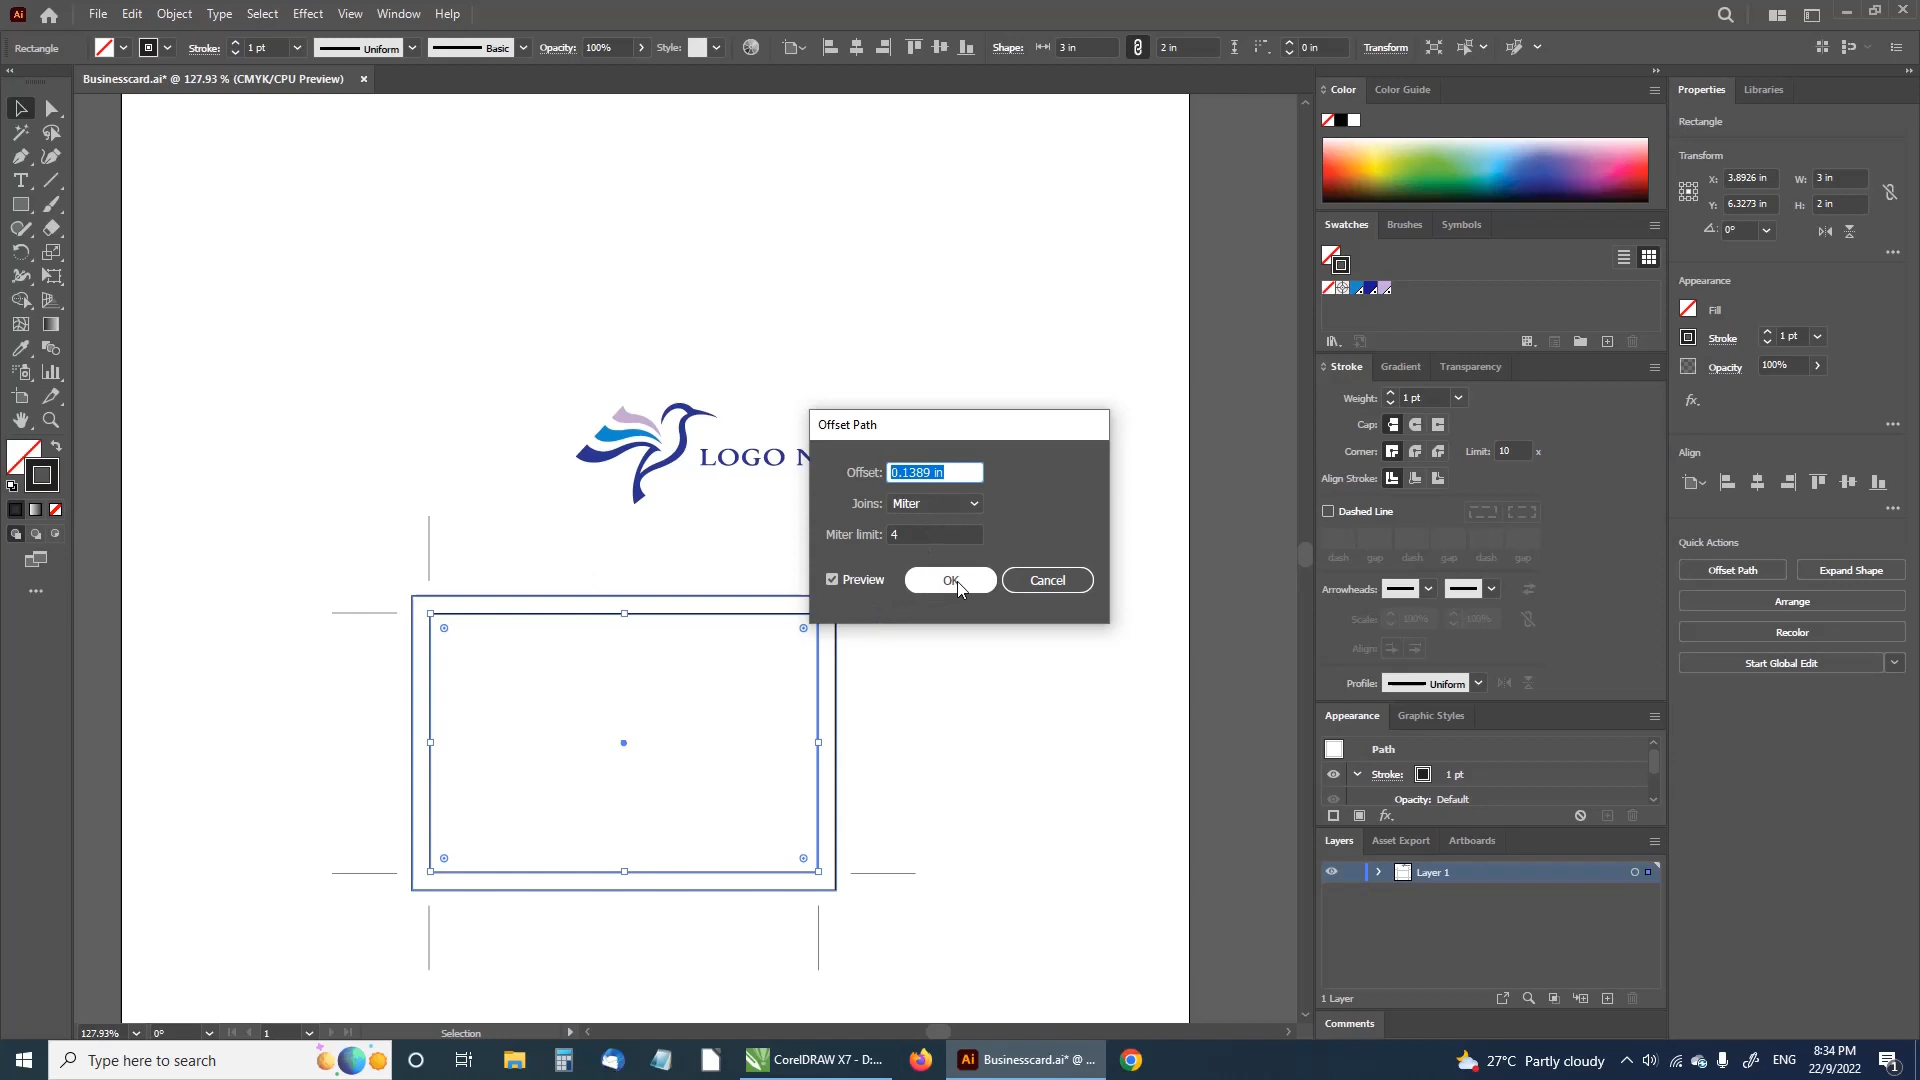 Ai File Edit Object Type Select Effect View Window Help
Rectangle Stroke: 1 pt Uniform Basic Opacity: 100% Style: Shape: 3 in 2 in 0 in Transform
Businesscard.ai* @ 127.93 % (CMYK/CPU Preview) ×
Color Color Guide
Properties Libraries
Rectangle
Transform
X: 3.8926 in W: 3 in
Y: 6.3273 in H: 2 in
0°
Swatches Brushes Symbols
Appearance
Fill
Stroke 1 pt
Opacity 100%
fx.
Stroke Gradient Transparency
Weight: 1 pt
Cap:
Corner: Limit: 10 x
Align Stroke:
Dashed Line
dash gap dash gap dash gap
Arrowheads:
Scale: 100% 100%
Align:
Profile: Uniform
Align
Quick Actions
Offset Path Expand Shape
Arrange
Recolor
Start Global Edit
LOGO N
Offset Path
Offset: 0.1389 in
Joins: Miter
Miter limit: 4
Preview OK Cancel
Appearance Graphic Styles
Path
Stroke: 1 pt
Opacity: Default
fx.
Layers Asset Export Artboards
Layer 1
1 Layer
Comments
127.93% 0° 1 Selection
Type here to search
CorelDRAW X7 - D:...
Ai Businesscard.ai* @ ...
27°C Partly cloudy ENG 8:34 PM
22/9/2022
1